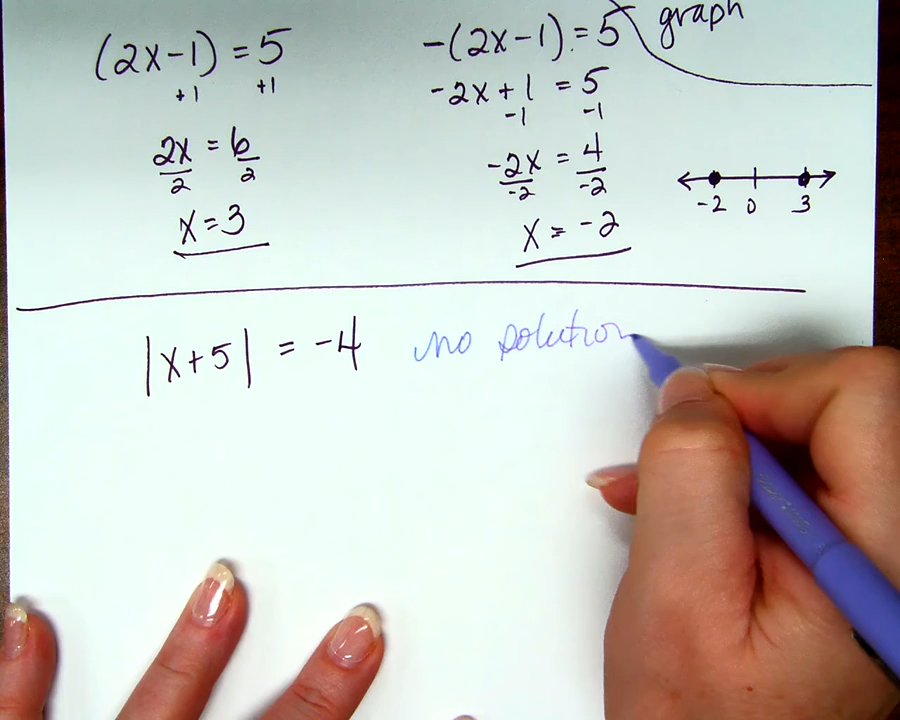 (2x-1) = 5
+1 +1
2x = 6
2 2
x = 3
-(2x-1) = 5
-2x + 1 = 5
-1 -1
-2x = 4
-2 -2
x = -2
graph
-2 0 3
|x+5| = -4 no solution